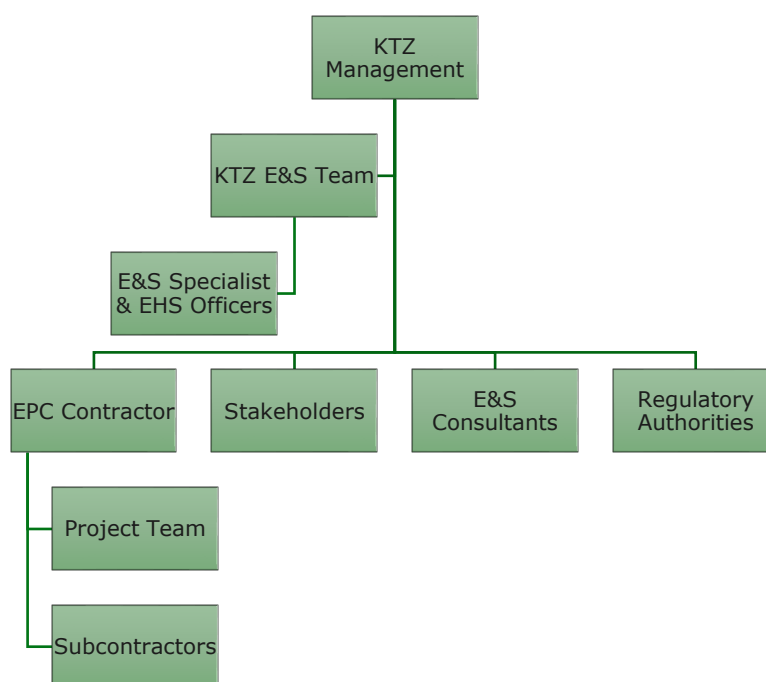 KTZ
Management
KTZ E&S Team
E&S Specialist
& EHS Officers
EPC Contractor
Stakeholders
E&S
Consultants
Regulatory
Authorities
Project Team
Subcontractors